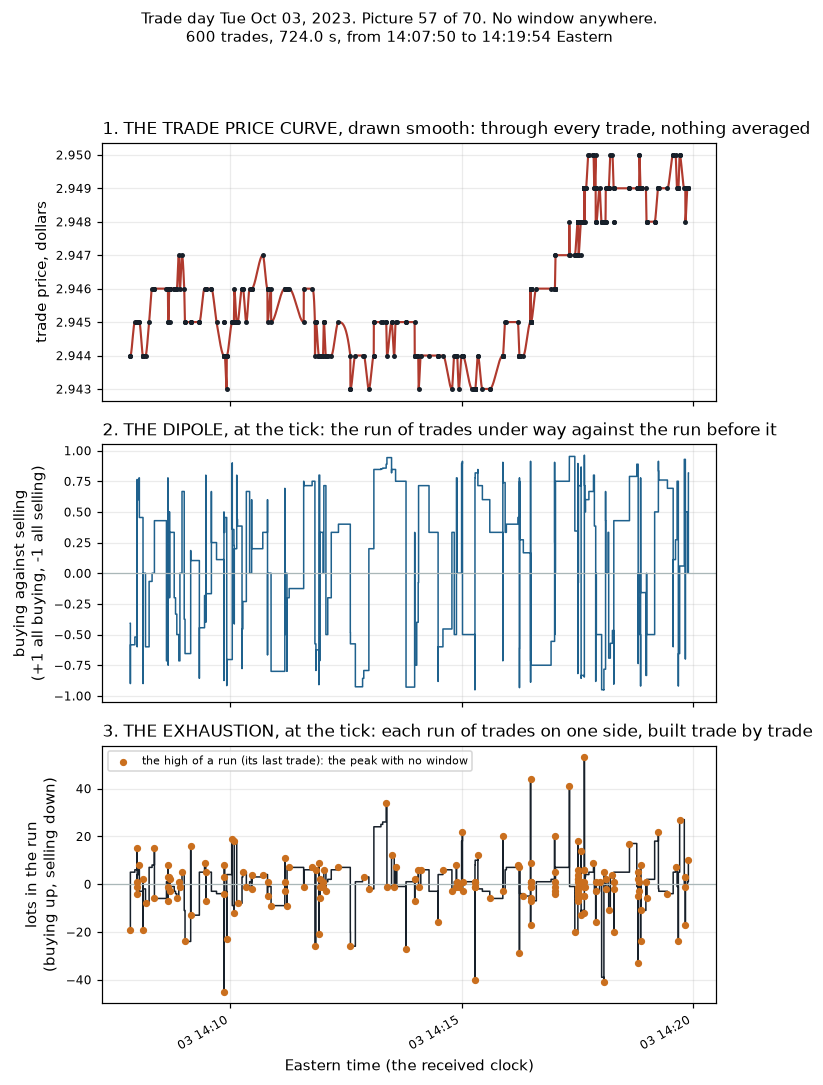 Trade day Tue Oct 03, 2023. Picture 57 of 70. No window anywhere.
600 trades, 724.0 s, from 14:07:50 to 14:19:54 Eastern
1. THE TRADE PRICE CURVE, drawn smooth: through every trade, nothing averaged
trade price, dollars
2.950
2.949
2.948
2.947
2.946
2.945
2.944
2.943
2. THE DIPOLE, at the tick: the run of trades under way against the run before it
buying against selling
(+1 all buying, -1 all selling)
1.00
0.75
0.50
0.25
0.00
−0.25
−0.50
−0.75
−1.00
3. THE EXHAUSTION, at the tick: each run of trades on one side, built trade by trade
the high of a run (its last trade): the peak with no window
lots in the run
(buying up, selling down)
40
20
0
−20
−40
03 14:10
03 14:15
03 14:20
Eastern time (the received clock)